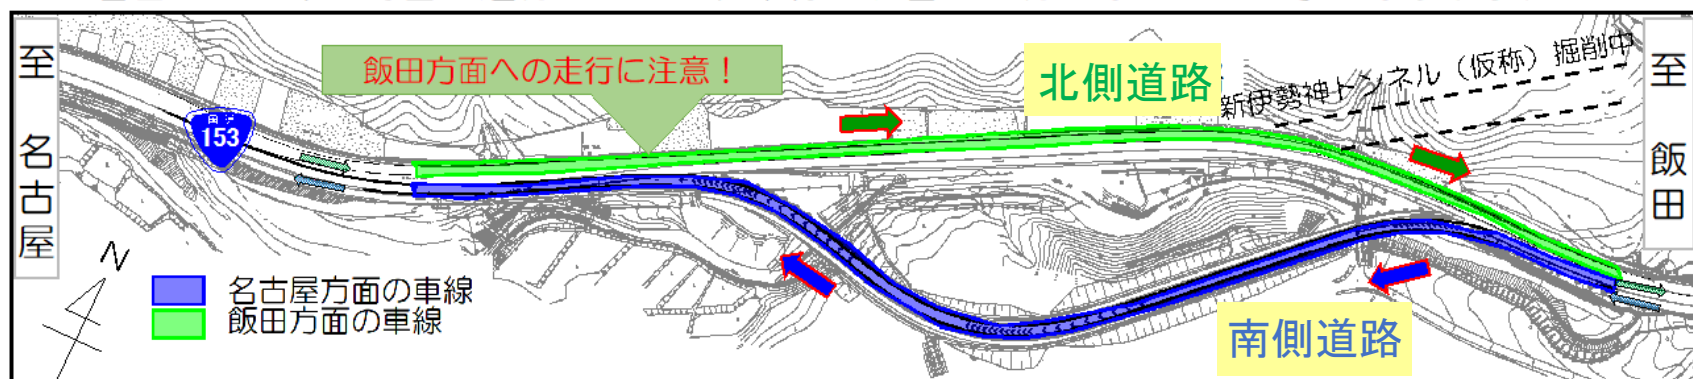 至 名古屋
国道
153
飯田方面への走行に注意！
北側道路
新伊勢神トンネル（仮称）掘削中
至 飯田
N
名古屋方面の車線
飯田方面の車線
南側道路